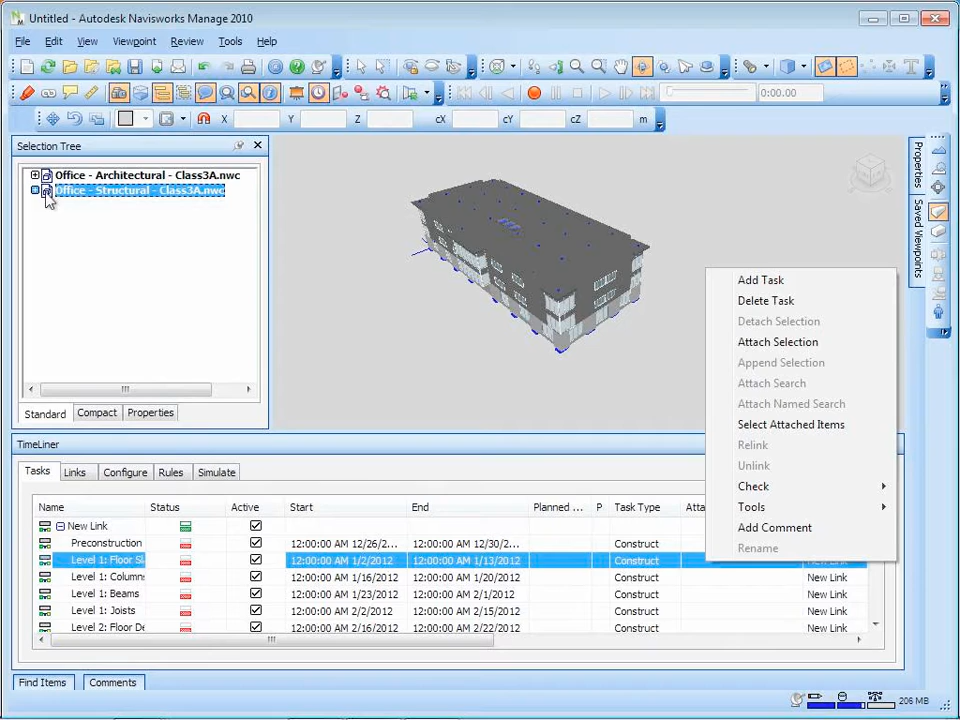 Untitled - Autodesk Navisworks Manage 2010
File Edit View Viewpoint Review Tools Help
0:00.00
X Y Z cX cY cZ m
Selection Tree
Office - Architectural - Class3A.nwc
Office - Structural - Class3A.nwc
Standard Compact Properties
Properties
Saved Viewpoints
Add Task
Delete Task
Detach Selection
Attach Selection
Append Selection
Attach Search
Attach Named Search
Select Attached Items
Relink
Unlink
Check
Tools
Add Comment
Rename
TimeLiner
Tasks Links Configure Rules Simulate
Name Status Active Start End Planned ... P Task Type Atta
New Link
Preconstruction 12:00:00 AM 12/26/2... 12:00:00 AM 12/30/2... Construct
Level 1: Floor Sl 12:00:00 AM 1/2/2012 12:00:00 AM 1/13/2012 Construct New Link
Level 1: Column 12:00:00 AM 1/16/2012 12:00:00 AM 1/20/2012 Construct New Link
Level 1: Beams 12:00:00 AM 1/23/2012 12:00:00 AM 2/1/2012 Construct New Link
Level 1: Joists 12:00:00 AM 2/2/2012 12:00:00 AM 2/15/2012 Construct New Link
Level 2: Floor De 12:00:00 AM 2/16/2012 12:00:00 AM 2/22/2012 Construct New Link
Find Items Comments
206 MB